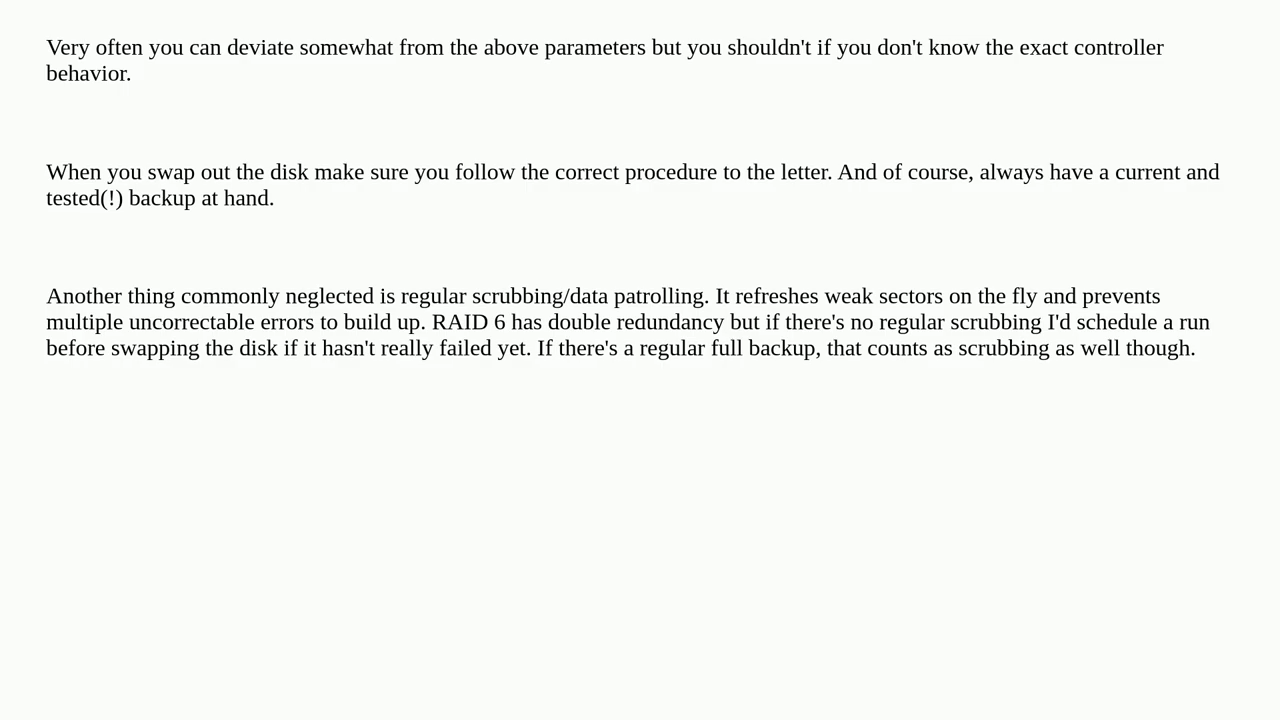 Very often you can deviate somewhat from the above parameters but you shouldn't if you don't know the exact controller
behavior.
When you swap out the disk make sure you follow the correct procedure to the letter. And of course, always have a current and
tested(!) backup at hand.
Another thing commonly neglected is regular scrubbing/data patrolling. It refreshes weak sectors on the fly and prevents
multiple uncorrectable errors to build up. RAID 6 has double redundancy but if there's no regular scrubbing I'd schedule a run
before swapping the disk if it hasn't really failed yet. If there's a regular full backup, that counts as scrubbing as well though.